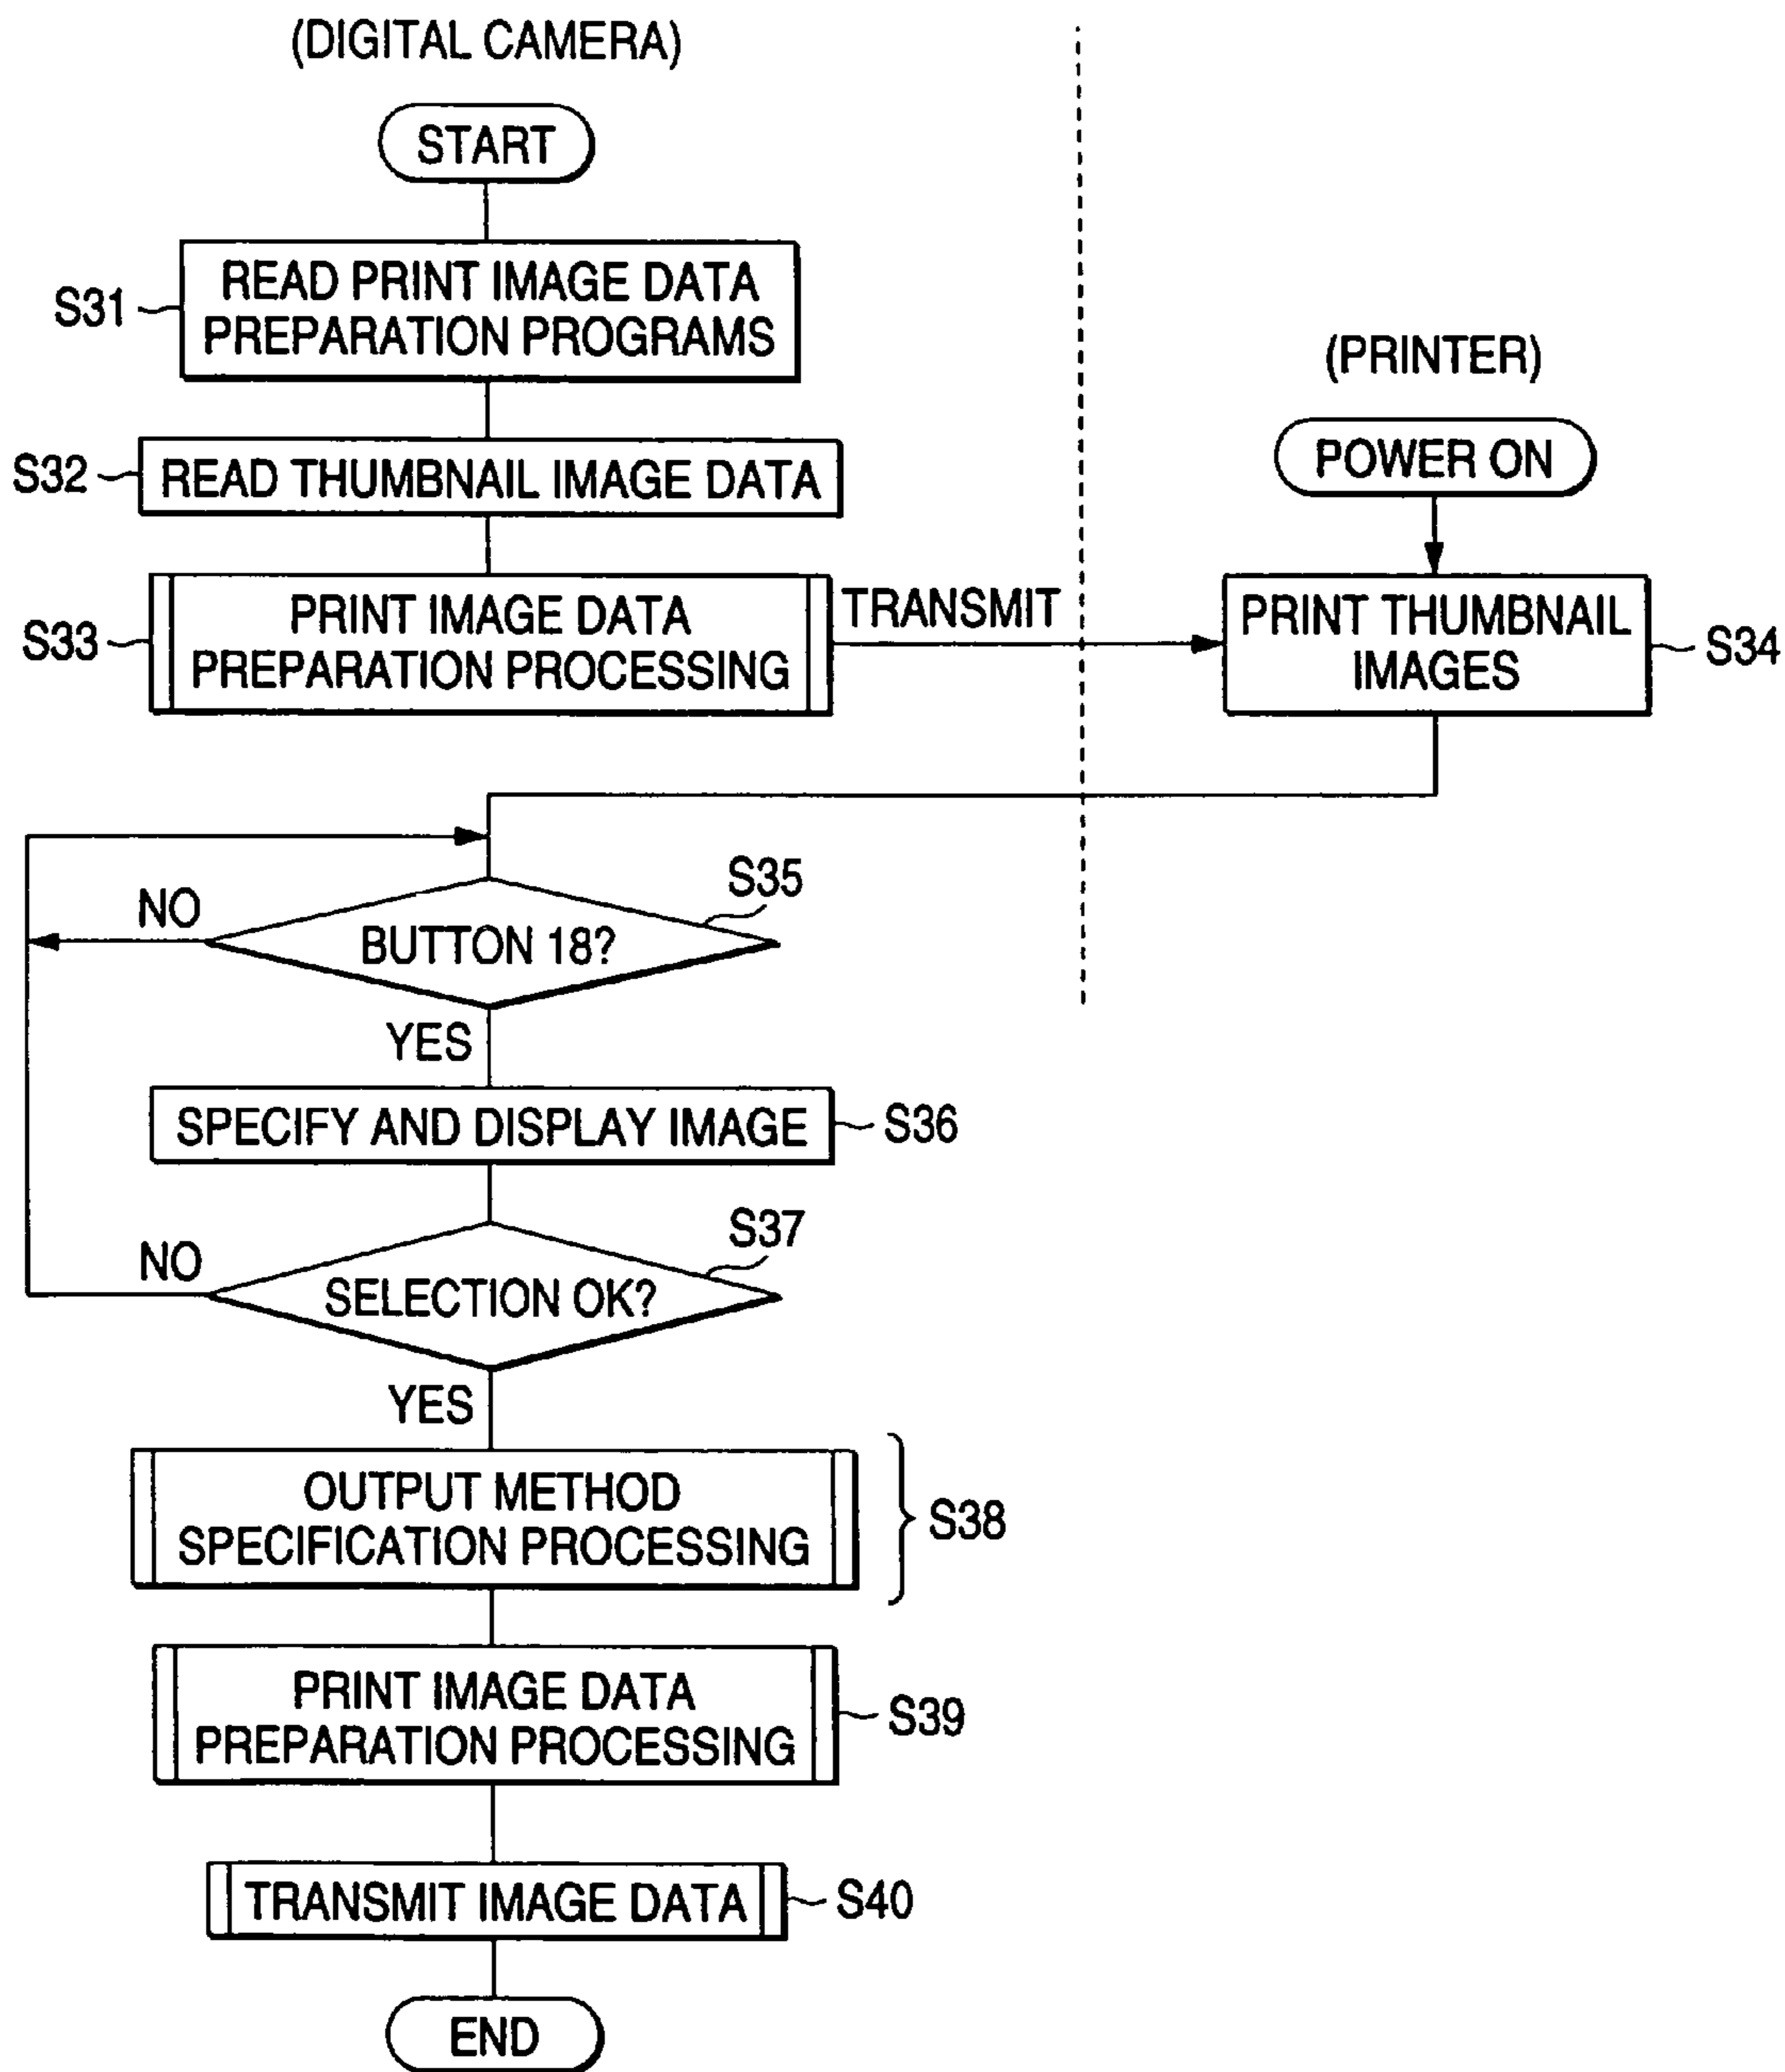 (DIGITAL CAMERA)
START
S31
READ PRINT IMAGE DATA
PREPARATION PROGRAMS
(PRINTER)
POWER ON
S32
READ THUMBNAIL IMAGE DATA
S33
PRINT IMAGE DATA
PREPARATION PROCESSING
TRANSMIT
PRINT THUMBNAIL
IMAGES
S34
S35
NO
BUTTON 18?
YES
SPECIFY AND DISPLAY IMAGE
S36
S37
NO
SELECTION OK?
YES
OUTPUT METHOD
SPECIFICATION PROCESSING
S38
PRINT IMAGE DATA
PREPARATION PROCESSING
S39
TRANSMIT IMAGE DATA
S40
END